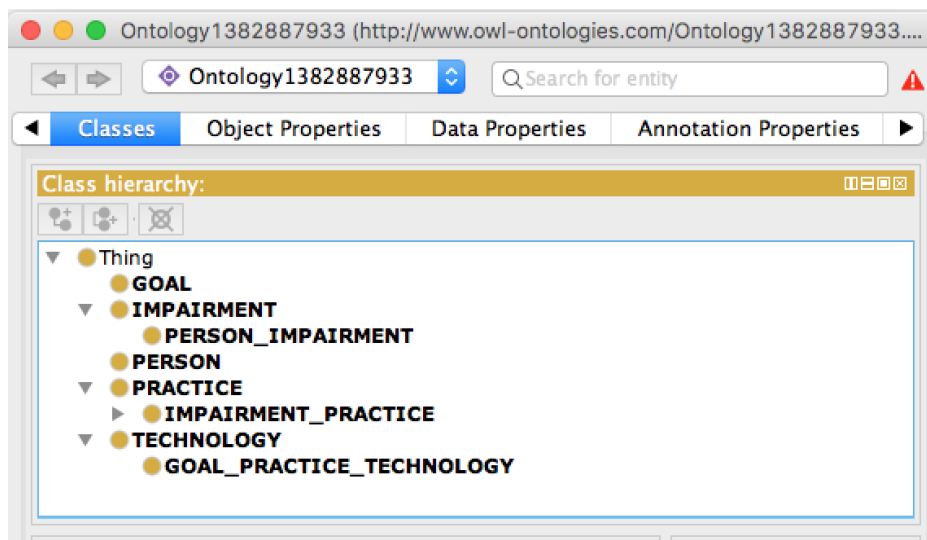 Ontology1382887933 (http://www.owl-ontologies.com/Ontology1382887933....
Ontology1382887933
Search for entity
Classes Object Properties Data Properties Annotation Properties
Class hierarchy:
Thing
GOAL
IMPAIRMENT
PERSON_IMPAIRMENT
PERSON
PRACTICE
IMPAIRMENT_PRACTICE
TECHNOLOGY
GOAL_PRACTICE_TECHNOLOGY